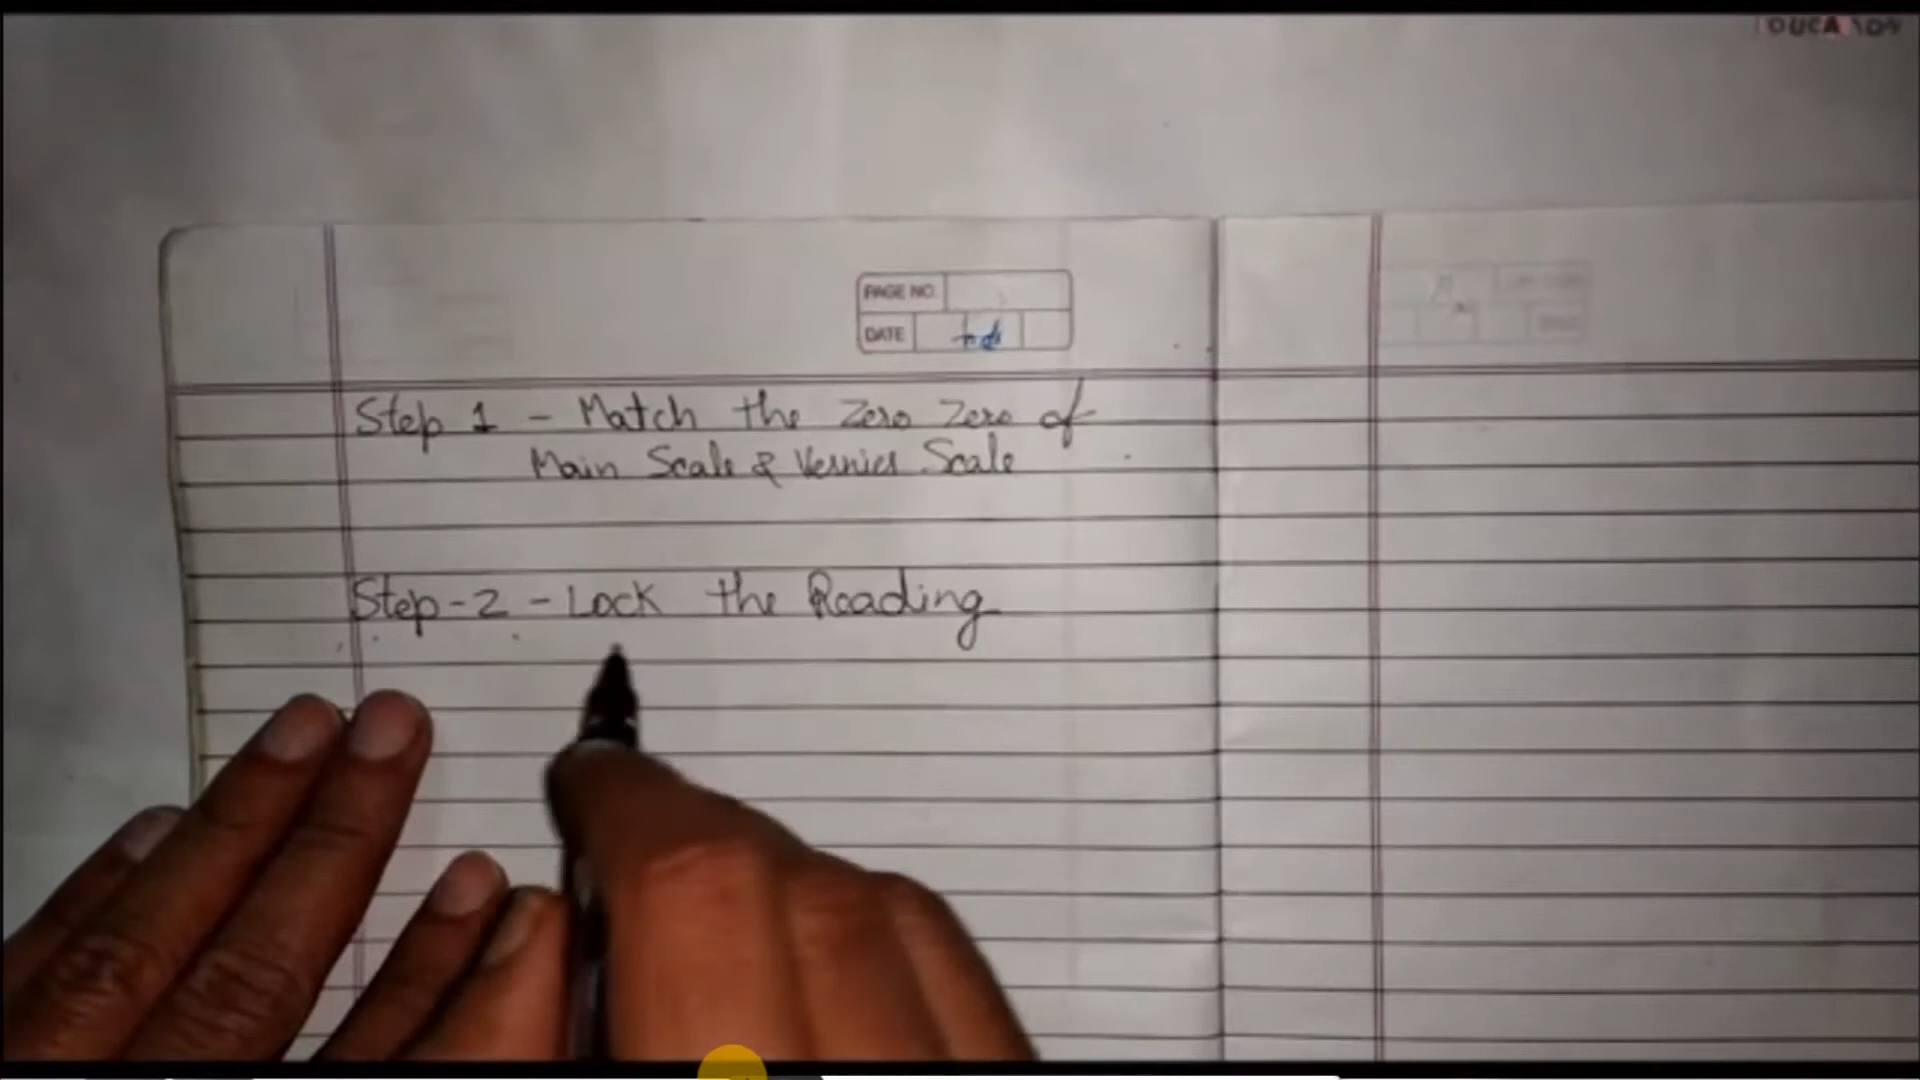 PAGE NO.
DATE
Step 1 - Match the Zero Zero of
Main Scale & Vernier Scale
Step-2 - Lock the Reading